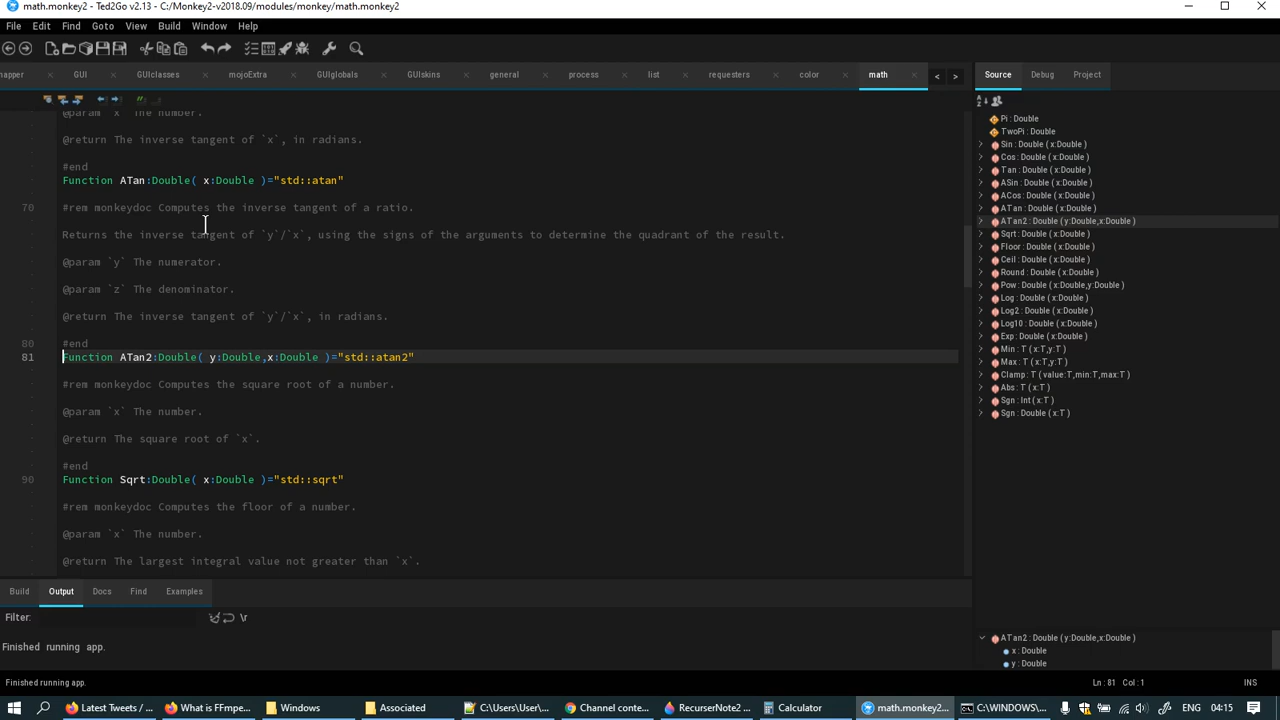 math.monkey2 - Ted2Go v2.13 - C:/Monkey2-v2018.09/modules/monkey/math.monkey2
File Edit Find Goto View Build Window Help
mapper GUI GUIclasses mojoExtra GUIglobals GUIskins general process list requesters color math < >
@param `x` The number.
@return The inverse tangent of `x`, in radians.
#end
Function ATan:Double( x:Double )="std::atan"
70 #rem monkeydoc Computes the inverse tangent of a ratio.
Returns the inverse tangent of `y`/`x`, using the signs of the arguments to determine the quadrant of the result.
@param `y` The numerator.
@param `z` The denominator.
@return The inverse tangent of `y`/`x`, in radians.
80 #end
81 Function ATan2:Double( y:Double,x:Double )="std::atan2"
#rem monkeydoc Computes the square root of a number.
@param `x` The number.
@return The square root of `x`.
#end
90 Function Sqrt:Double( x:Double )="std::sqrt"
#rem monkeydoc Computes the floor of a number.
@param `x` The number.
@return The largest integral value not greater than `x`.
Source Debug Project
Pi : Double
TwoPi : Double
Sin : Double ( x:Double )
Cos : Double ( x:Double )
Tan : Double ( x:Double )
ASin : Double ( x:Double )
ACos : Double ( x:Double )
ATan : Double ( x:Double )
ATan2 : Double ( y:Double,x:Double )
Sqrt : Double ( x:Double )
Floor : Double ( x:Double )
Ceil : Double ( x:Double )
Round : Double ( x:Double )
Pow : Double ( x:Double,y:Double )
Log : Double ( x:Double )
Log2 : Double ( x:Double )
Log10 : Double ( x:Double )
Exp : Double ( x:Double )
Min : T ( x:T,y:T )
Max : T ( x:T,y:T )
Clamp : T ( value:T,min:T,max:T )
Abs : T ( x:T )
Sgn : Int ( x:T )
Sgn : Double ( x:T )
ATan2 : Double ( y:Double,x:Double )
x : Double
y : Double
Build Output Docs Find Examples
Filter: \r
Finished running app.
Finished running app. Ln : 81 Col : 1 INS
Latest Tweets / ... What is FFmpe... Windows Associated C:\Users\User\... Channel conte... RecurserNote2 ... Calculator math.monkey2... C:\WINDOWS\... ENG 04:15